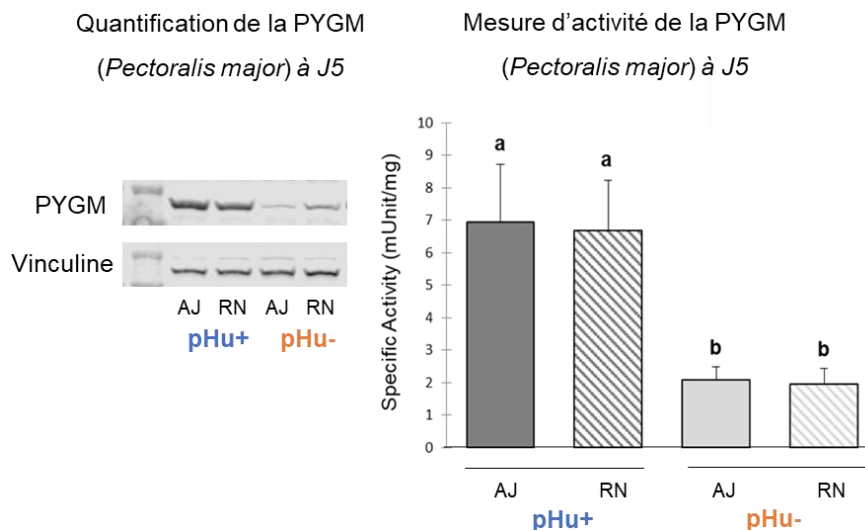 Quantification de la PYGM
(Pectoralis major) à J5
PYGM
Vinculine
AJ RN AJ RN
pHu+ pHu-
Mesure d’activité de la PYGM
(Pectoralis major) à J5
Specific Activity (mUnit/mg)
10
9
8
7
6
5
4
3
2
1
0
a a
b b
AJ RN AJ RN
pHu+ pHu-